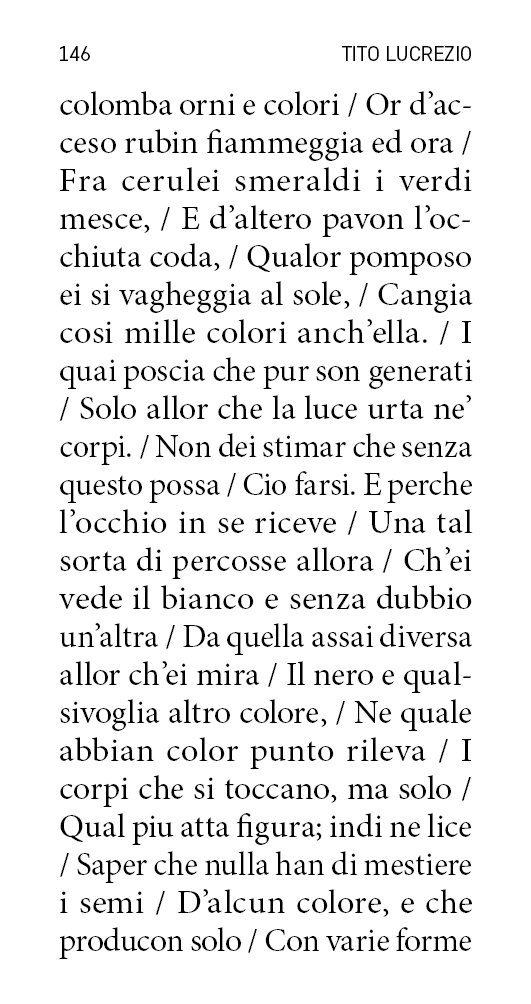 146 TITO LUCREZIO
colomba orni e colori / Or d’ac-
ceso rubin fiammeggia ed ora /
Fra cerulei smeraldi i verdi
mesce, / E d’altero pavon l’oc-
chiuta coda, / Qualor pomposo
ei si vagheggia al sole, / Cangia
cosi mille colori anch’ella. / I
quai poscia che pur son generati
/ Solo allor che la luce urta ne’
corpi. / Non dei stimar che senza
questo possa / Cio farsi. E perche
l’occhio in se riceve / Una tal
sorta di percosse allora / Ch’ei
vede il bianco e senza dubbio
un’altra / Da quella assai diversa
allor ch’ei mira / Il nero e qual-
sivoglia altro colore, / Ne quale
abbian color punto rileva / I
corpi che si toccano, ma solo /
Qual piu atta figura; indi ne lice
/ Saper che nulla han di mestiere
i semi / D’alcun colore, e che
producon solo / Con varie forme